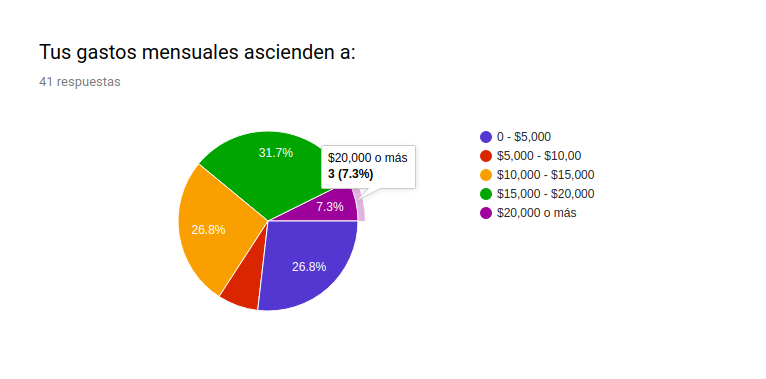 Tus gastos mensuales ascienden a:
41 respuestas
31.7%
$20,000 o más
3 (7.3%)
7.3%
26.8%
26.8%
0 - $5,000
$5,000 - $10,00
$10,000 - $15,000
$15,000 - $20,000
$20,000 o más